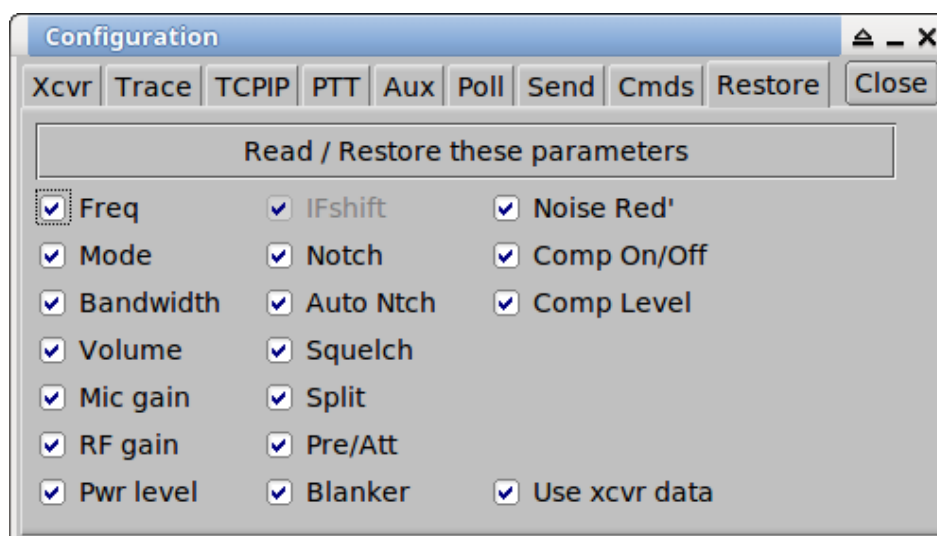 Configuration
Xcvr Trace TCPIP PTT Aux Poll Send Cmds Restore Close
Read / Restore these parameters
Freq IFshift Noise Red'
Mode Notch Comp On/Off
Bandwidth Auto Ntch Comp Level
Volume Squelch
Mic gain Split
RF gain Pre/Att
Pwr level Blanker Use xcvr data